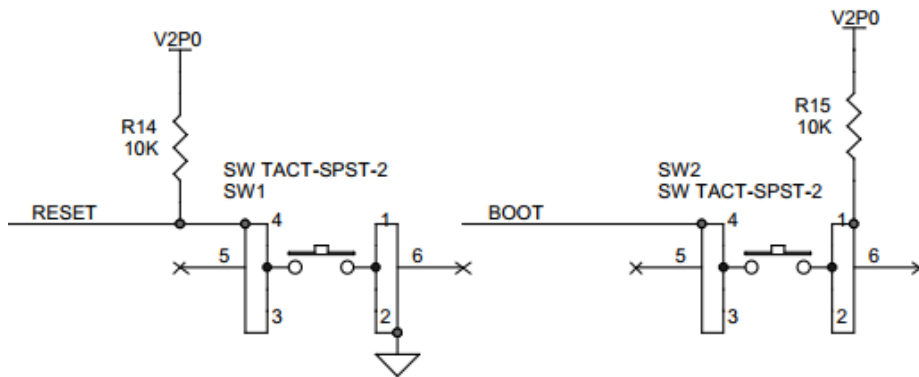 V2P0
R14
10K
SW TACT-SPST-2
SW1
RESET
4
1
5
6
3
2
V2P0
R15
10K
SW2
SW TACT-SPST-2
BOOT
4
1
5
6
3
2